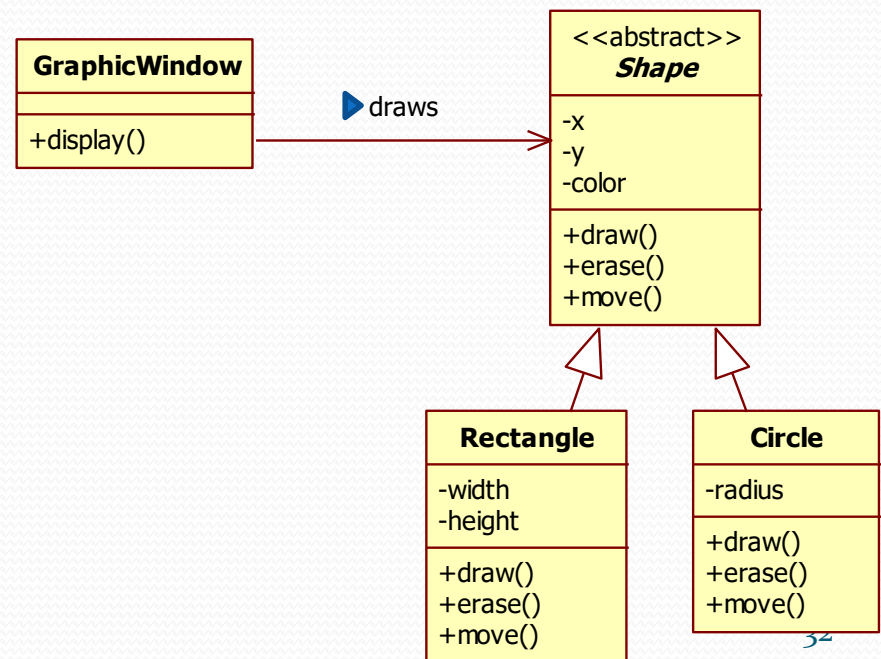 GraphicWindow
+display()
draws
<<abstract>>
Shape
-x
-y
-color
+draw()
+erase()
+move()
Rectangle
-width
-height
+draw()
+erase()
+move()
Circle
-radius
+draw()
+erase()
+move()
32